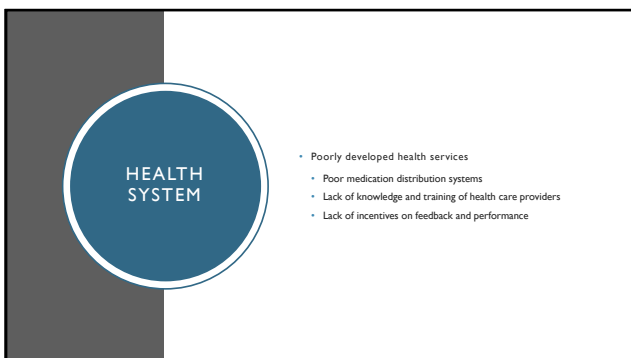 HEALTH
SYSTEM
• Poorly developed health services
• Poor medication distribution systems
• Lack of knowledge and training of health care providers
• Lack of incentives on feedback and performance